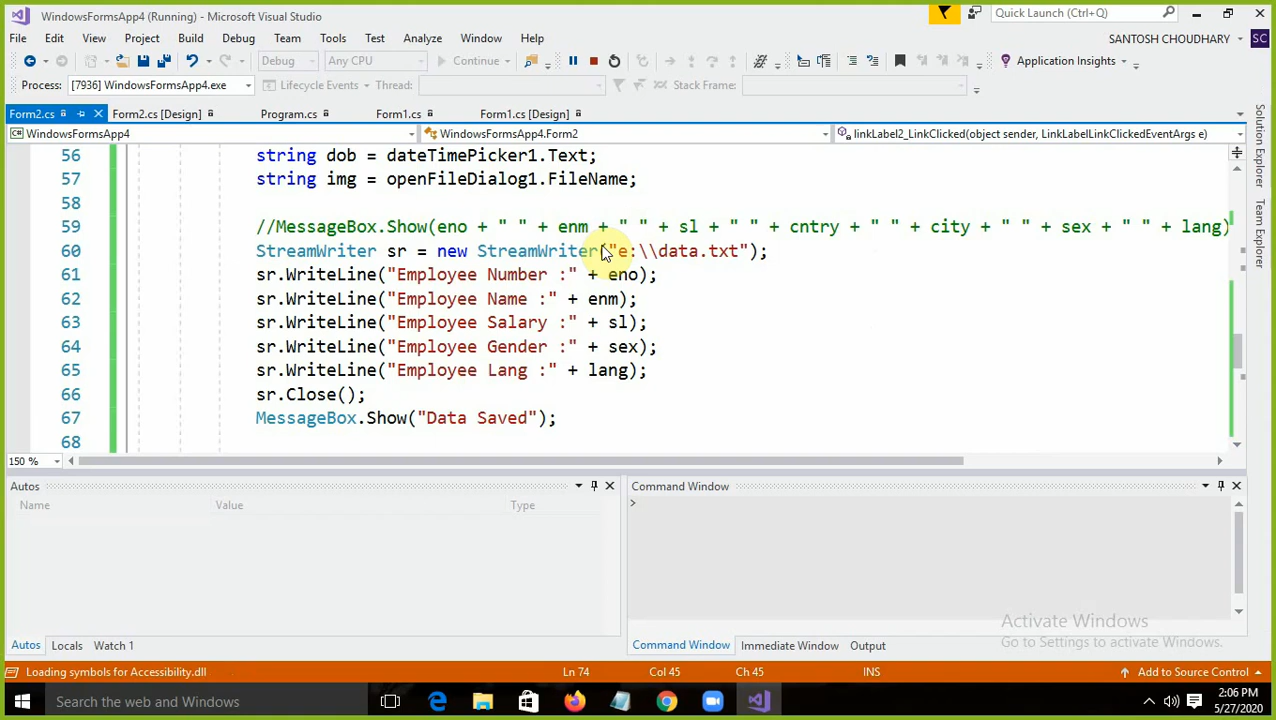 WindowsFormsApp4 (Running) - Microsoft Visual Studio
Quick Launch (Ctrl+Q)
File Edit View Project Build Debug Team Tools Test Analyze Window Help
SANTOSH CHOUDHARY SC
Debug Any CPU Continue Application Insights
Process: [7936] WindowsFormsApp4.exe Lifecycle Events Thread: Stack Frame:
Form2.cs Form2.cs [Design] Program.cs Form1.cs Form1.cs [Design]
WindowsFormsApp4 WindowsFormsApp4.Form2 linkLabel2_LinkClicked(object sender, LinkLabelLinkClickedEventArgs e)
56 string dob = dateTimePicker1.Text;
57 string img = openFileDialog1.FileName;
58
59 //MessageBox.Show(eno + " " + enm + " " + sl + " " + cntry + " " + city + " " + sex + " " + lang)
60 StreamWriter sr = new StreamWriter("e:\\data.txt");
61 sr.WriteLine("Employee Number :" + eno);
62 sr.WriteLine("Employee Name :" + enm);
63 sr.WriteLine("Employee Salary :" + sl);
64 sr.WriteLine("Employee Gender :" + sex);
65 sr.WriteLine("Employee Lang :" + lang);
66 sr.Close();
67 MessageBox.Show("Data Saved");
68
150 %
Solution Explorer
Team Explorer
Autos
Name Value Type
Command Window
>
Autos Locals Watch 1
Command Window Immediate Window Output
Activate Windows
Go to Settings to activate Windows.
Loading symbols for Accessibility.dll Ln 74 Col 45 Ch 45 INS Add to Source Control
Search the web and Windows
2:06 PM
5/27/2020